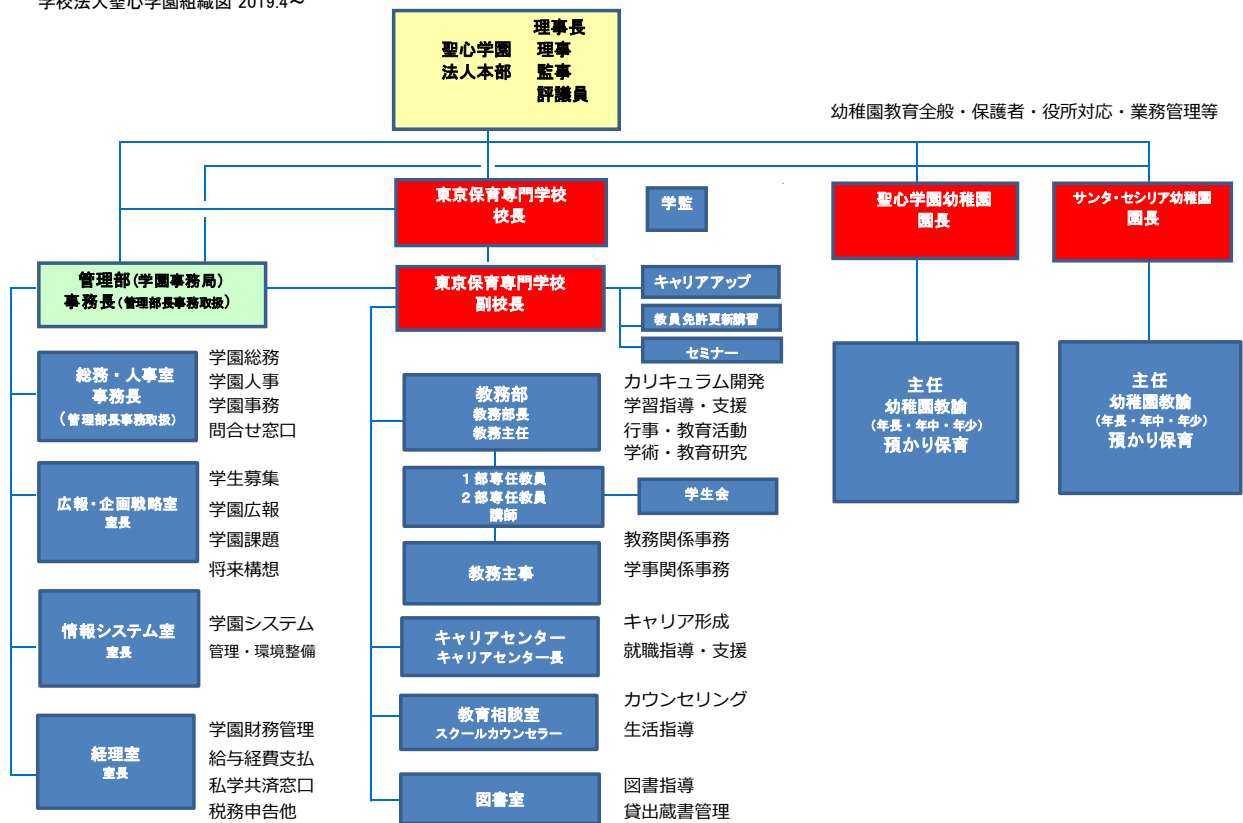 学校法人聖心学園組織図 2019.4～
聖心学園
法人本部
理事長
理事
監事
評議員
幼稚園教育全般・保護者・役所対応・業務管理等
東京保育専門学校
校長
学監
聖心学園幼稚園
園長
サンタ・セシリア幼稚園
園長
管理部(学園事務局)
事務長(管理部長事務取扱)
東京保育専門学校
副校長
キャリアアップ
教員免許更新講習
セミナー
総務・人事室
事務長
(管理部長事務取扱)
学園総務
学園人事
学園事務
問合せ窓口
広報・企画戦略室
室長
学生募集
学園広報
学園課題
将来構想
情報システム室
室長
学園システム
管理・環境整備
経理室
室長
学園財務管理
給与経費支払
私学共済窓口
税務申告他
教務部
教務部長
教務主任
カリキュラム開発
学習指導・支援
行事・教育活動
学術・教育研究
１部専任教員
２部専任教員
講師
学生会
教務主事
教務関係事務
学事関係事務
キャリアセンター
キャリアセンター長
キャリア形成
就職指導・支援
教育相談室
スクールカウンセラー
カウンセリング
生活指導
図書室
図書指導
貸出蔵書管理
主任
幼稚園教諭
(年長・年中・年少)
預かり保育
主任
幼稚園教諭
(年長・年中・年少)
預かり保育